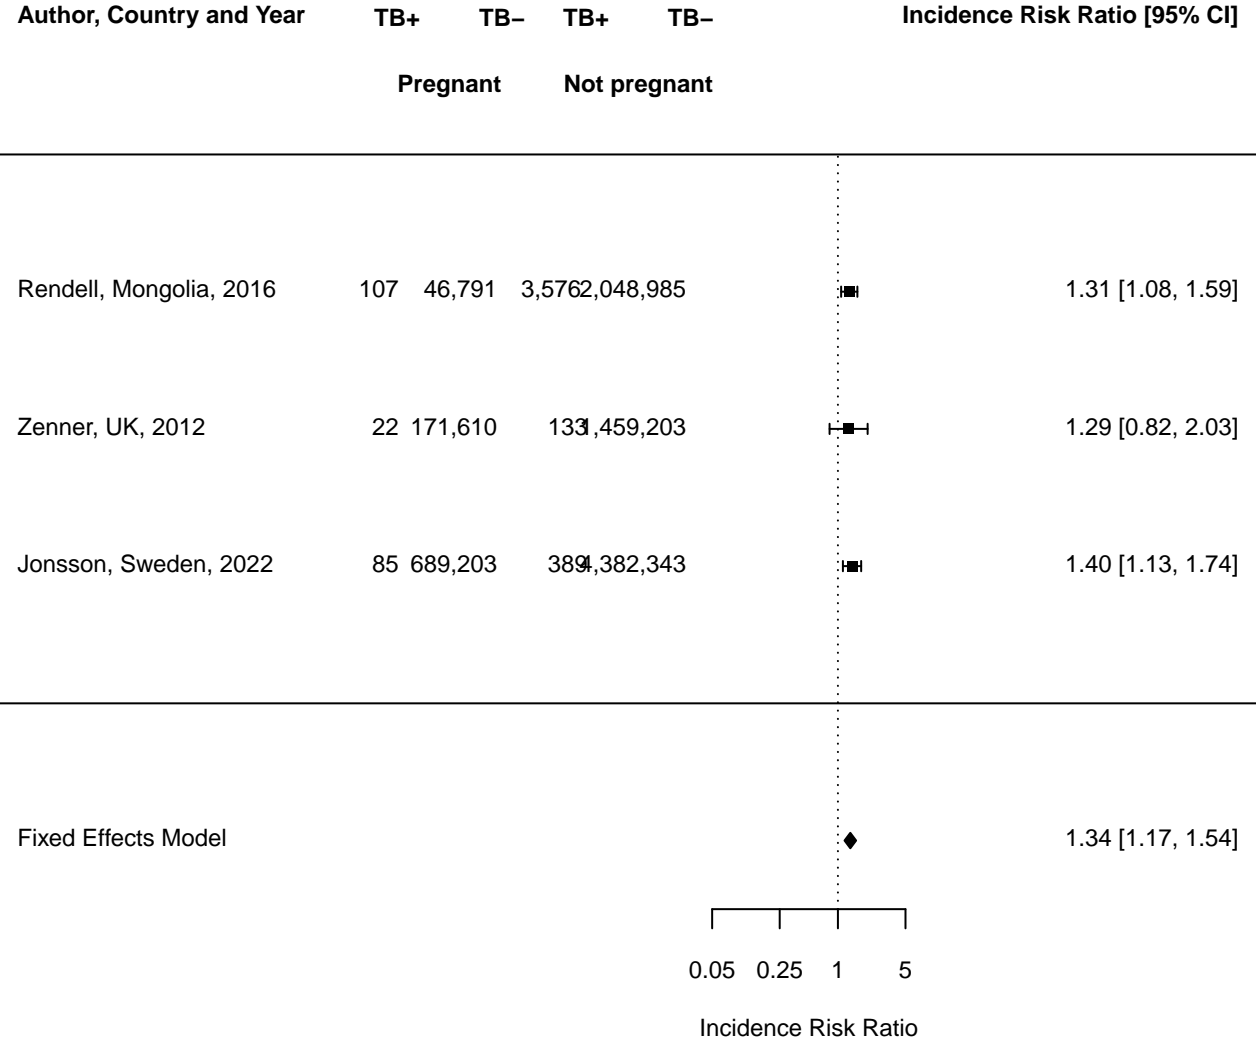 Author, Country and Year TB+ TB− TB+ TB− Incidence Risk Ratio [95% CI]
Pregnant Not pregnant
Rendell, Mongolia, 2016 107 46,791 3,576 2,048,985 1.31 [1.08, 1.59]
Zenner, UK, 2012 22 171,610 133 1,459,203 1.29 [0.82, 2.03]
Jonsson, Sweden, 2022 85 689,203 389 4,382,343 1.40 [1.13, 1.74]
Fixed Effects Model 1.34 [1.17, 1.54]
0.05 0.25 1 5
Incidence Risk Ratio